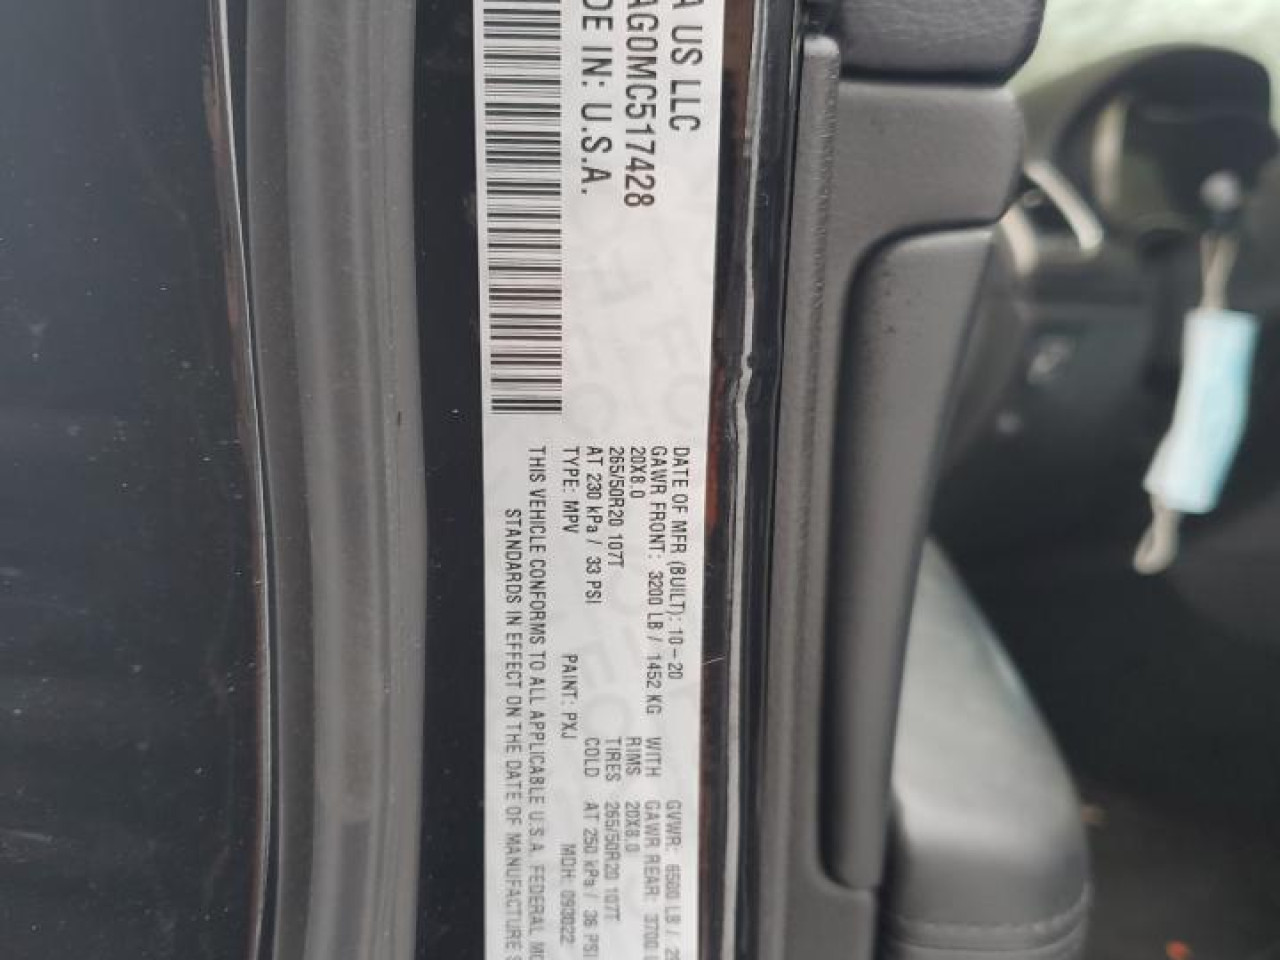 A US LLC
AG0MC517428
DE IN: U.S.A.
DATE OF MFR (BUILT): 10-20 GVWR: 6500 LB /
GAWR FRONT: 3200 LB / 1452 KG WITH GAWR REAR: 3700
20X8.0 RIMS 20X8.0
265/50R20 107T TIRES 265/50R20 107T
AT 230 kPa / 33 PSI COLD AT 250 kPa / 36 PSI
TYPE: MPV PAINT: PXJ MDH: 093022
THIS VEHICLE CONFORMS TO ALL APPLICABLE U.S.A. FEDERAL MO
STANDARDS IN EFFECT ON THE DATE OF MANUFACTURE S